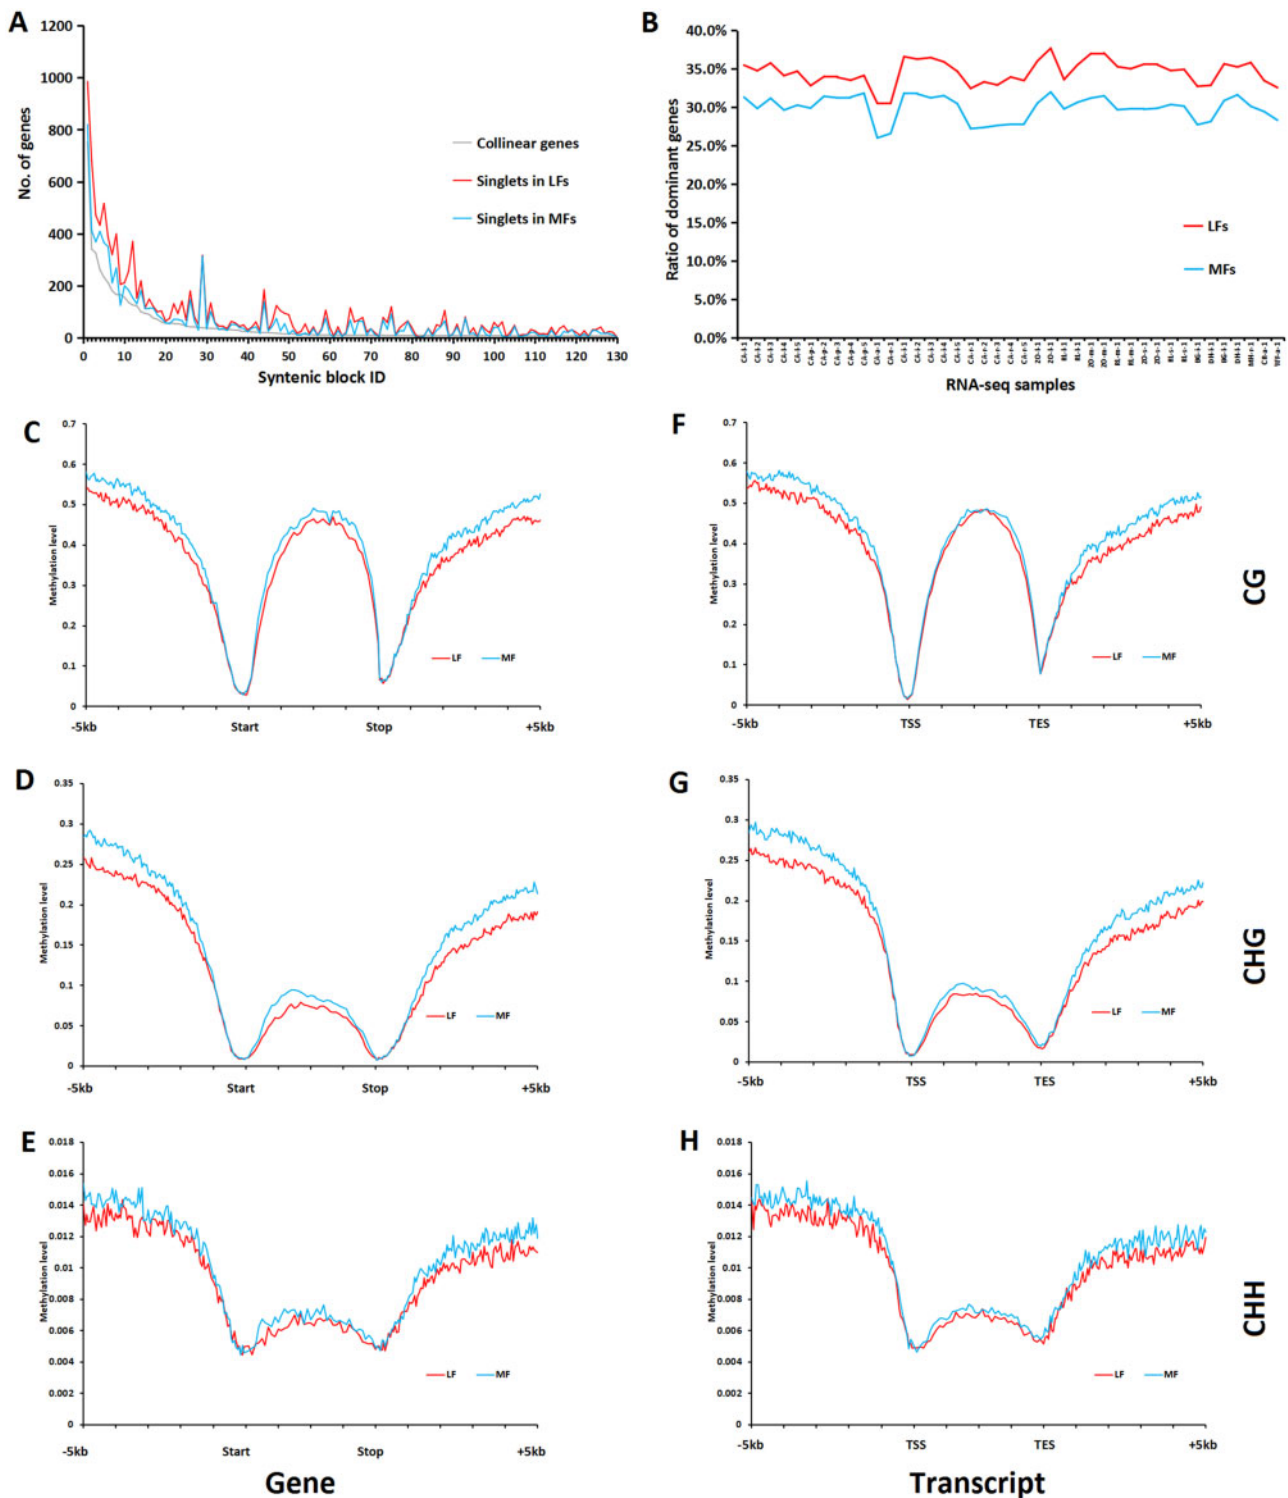 A
No. of genes
1200
1000
800
600
400
200
0
Collinear genes
Singlets in LFs
Singlets in MFs
0 10 20 30 40 50 60 70 80 90 100 110 120 130
Syntenic block ID
B
Ratio of dominant genes
40.0%
35.0%
30.0%
25.0%
20.0%
15.0%
10.0%
5.0%
0.0%
LFs
MFs
RNA-seq samples
C
Methylation level
0.7
0.6
0.5
0.4
0.3
0.2
0.1
0
LF MF
-5kb Start Stop +5kb
F
Methylation level
0.7
0.6
0.5
0.4
0.3
0.2
0.1
0
LF MF
-5kb TSS TES +5kb
CG
D
Methylation level
0.35
0.3
0.25
0.2
0.15
0.1
0.05
0
LF MF
-5kb Start Stop +5kb
G
Methylation level
0.35
0.3
0.25
0.2
0.15
0.1
0.05
0
LF MF
-5kb TSS TES +5kb
CHG
E
Methylation level
0.018
0.016
0.014
0.012
0.01
0.008
0.006
0.004
0.002
0
LF MF
-5kb Start Stop +5kb
Gene
H
Methylation level
0.018
0.016
0.014
0.012
0.01
0.008
0.006
0.004
0.002
0
LF MF
-5kb TSS TES +5kb
Transcript
CHH